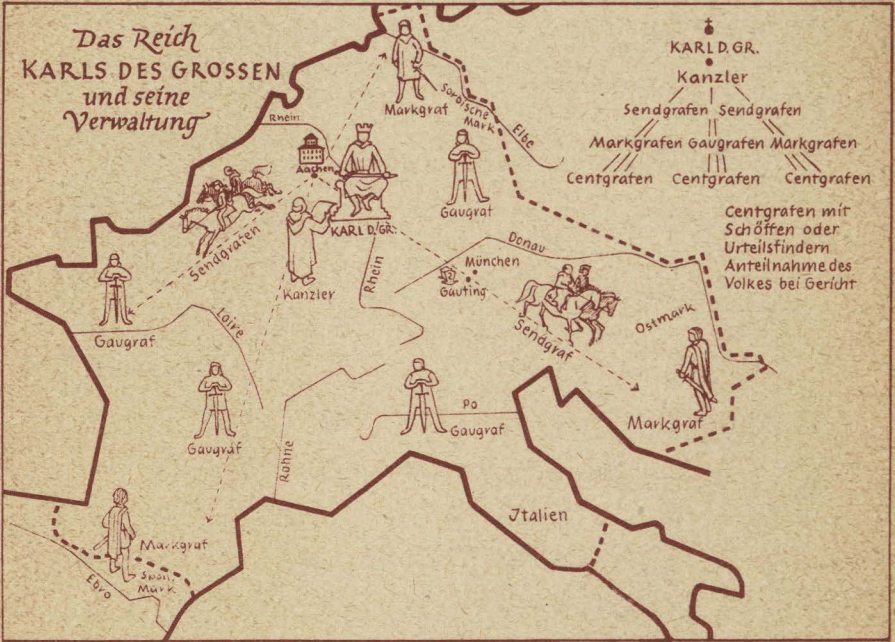 Das Reich
KARLS DES GROSSEN
und seine
Verwaltung
KARL D. GR.
Kanzler
Sendgrafen Sendgrafen
Markgrafen Gaugrafen Markgrafen
Centgrafen Centgrafen Centgrafen
Centgrafen mit
Schöffen oder
Urteilsfindern
Anteilnahme des
Volkes bei Gericht
Markgraf
Sorbische
Mark
Elbe
Rhein
Aachen
Gaugraf
KARL D. GR.
Sendgrafen
Kanzler
Rhein
Donau
München
Gauting
Sendgraf
Ostmark
Markgraf
Gaugraf
Loire
Gaugraf
Po
Gaugraf
Rohne
Italien
Markgraf
Span.
Mark
Ebro